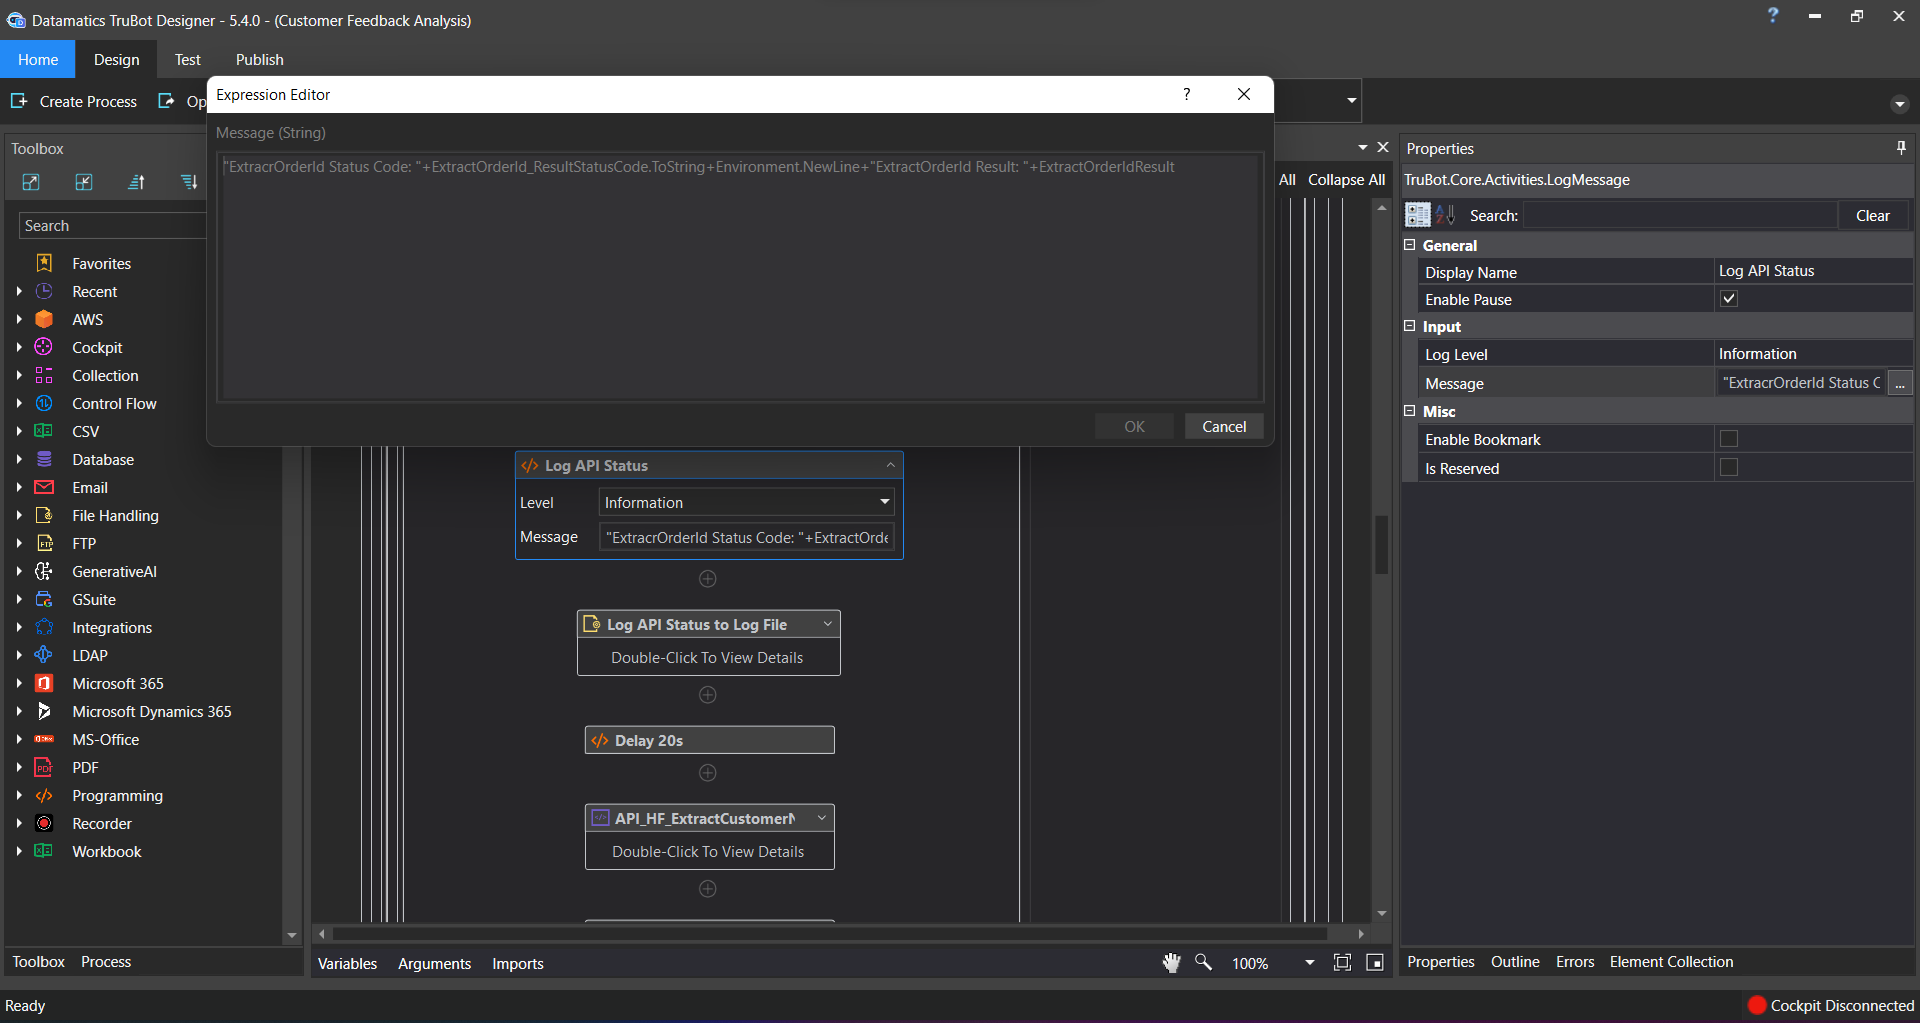 Datamatics TruBot Designer - 5.4.0 - (Customer Feedback Analysis)
?
Home
Design
Test
Publish
Create Process
Op
Expression Editor
?
Message (String)
"ExtracrOrderId Status Code: "+ExtractOrderId_ResultStatusCode.ToString+Environment.NewLine+"ExtractOrderId Result: "+ExtractOrderIdResult
OK
Cancel
Toolbox
Search
Favorites
Recent
AWS
Cockpit
Collection
Control Flow
CSV
Database
Email
File Handling
FTP
GenerativeAI
GSuite
Integrations
LDAP
Microsoft 365
Microsoft Dynamics 365
MS-Office
PDF
Programming
Recorder
Workbook
Toolbox
Process
All
Collapse All
Log API Status
Level
Information
Message
"ExtracrOrderId Status Code: "+ExtractOrde
Log API Status to Log File
Double-Click To View Details
Delay 20s
API_HF_ExtractCustomerN
Double-Click To View Details
Variables
Arguments
Imports
100%
Properties
TruBot.Core.Activities.LogMessage
Search:
Clear
General
Display Name
Log API Status
Enable Pause
Input
Log Level
Information
Message
"ExtracrOrderId Status C
...
Misc
Enable Bookmark
Is Reserved
Properties
Outline
Errors
Element Collection
Ready
Cockpit Disconnected